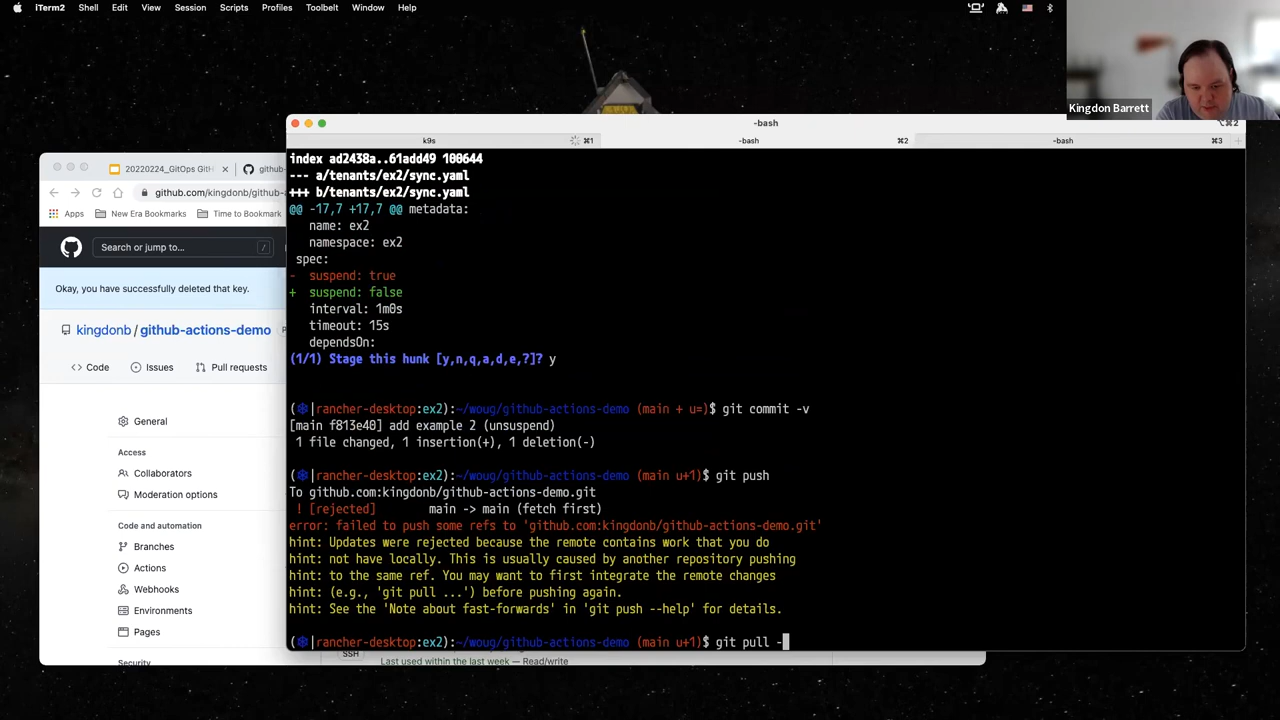 iTerm2 Shell Edit View Session Scripts Profiles Toolbelt Window Help
Kingdon Barrett
-bash
⌥⌘2
k9s ⌘1 -bash ⌘2 -bash ⌘3
20220224_GitOps GitH × github-
github.com/kingdonb/github-
Apps New Era Bookmarks Time to Bookmark
Search or jump to... /
Okay, you have successfully deleted that key.
kingdonb / github-actions-demo
Code Issues Pull requests
General
Access
Collaborators
Moderation options
Code and automation
Branches
Actions
Webhooks
Environments
Pages
Security
SSH
Last used within the last week — Read/write
index ad2438a..61add49 100644
--- a/tenants/ex2/sync.yaml
+++ b/tenants/ex2/sync.yaml
@@ -17,7 +17,7 @@ metadata:
name: ex2
namespace: ex2
spec:
- suspend: true
+ suspend: false
interval: 1m0s
timeout: 15s
dependsOn:
(1/1) Stage this hunk [y,n,q,a,d,e,?]? y
(⎈|rancher-desktop:ex2):~/woug/github-actions-demo (main + u=)$ git commit -v
[main f813e40] add example 2 (unsuspend)
1 file changed, 1 insertion(+), 1 deletion(-)
(⎈|rancher-desktop:ex2):~/woug/github-actions-demo (main u+1)$ git push
To github.com:kingdonb/github-actions-demo.git
! [rejected] main -> main (fetch first)
error: failed to push some refs to 'github.com:kingdonb/github-actions-demo.git'
hint: Updates were rejected because the remote contains work that you do
hint: not have locally. This is usually caused by another repository pushing
hint: to the same ref. You may want to first integrate the remote changes
hint: (e.g., 'git pull ...') before pushing again.
hint: See the 'Note about fast-forwards' in 'git push --help' for details.
(⎈|rancher-desktop:ex2):~/woug/github-actions-demo (main u+1)$ git pull -